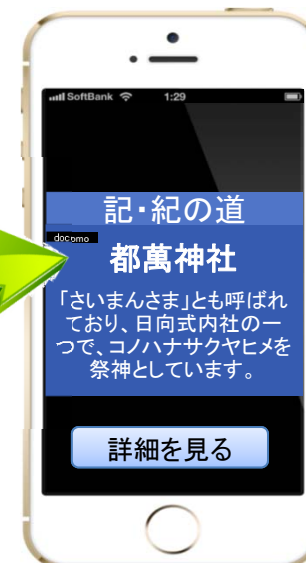 SoftBank 1:29
記・紀の道
docomo
都萬神社
「さいまんさま」とも呼ばれ
ており、日向式内社の一
つで、コノハナサクヤヒメを
祭神としています。
詳細を見る